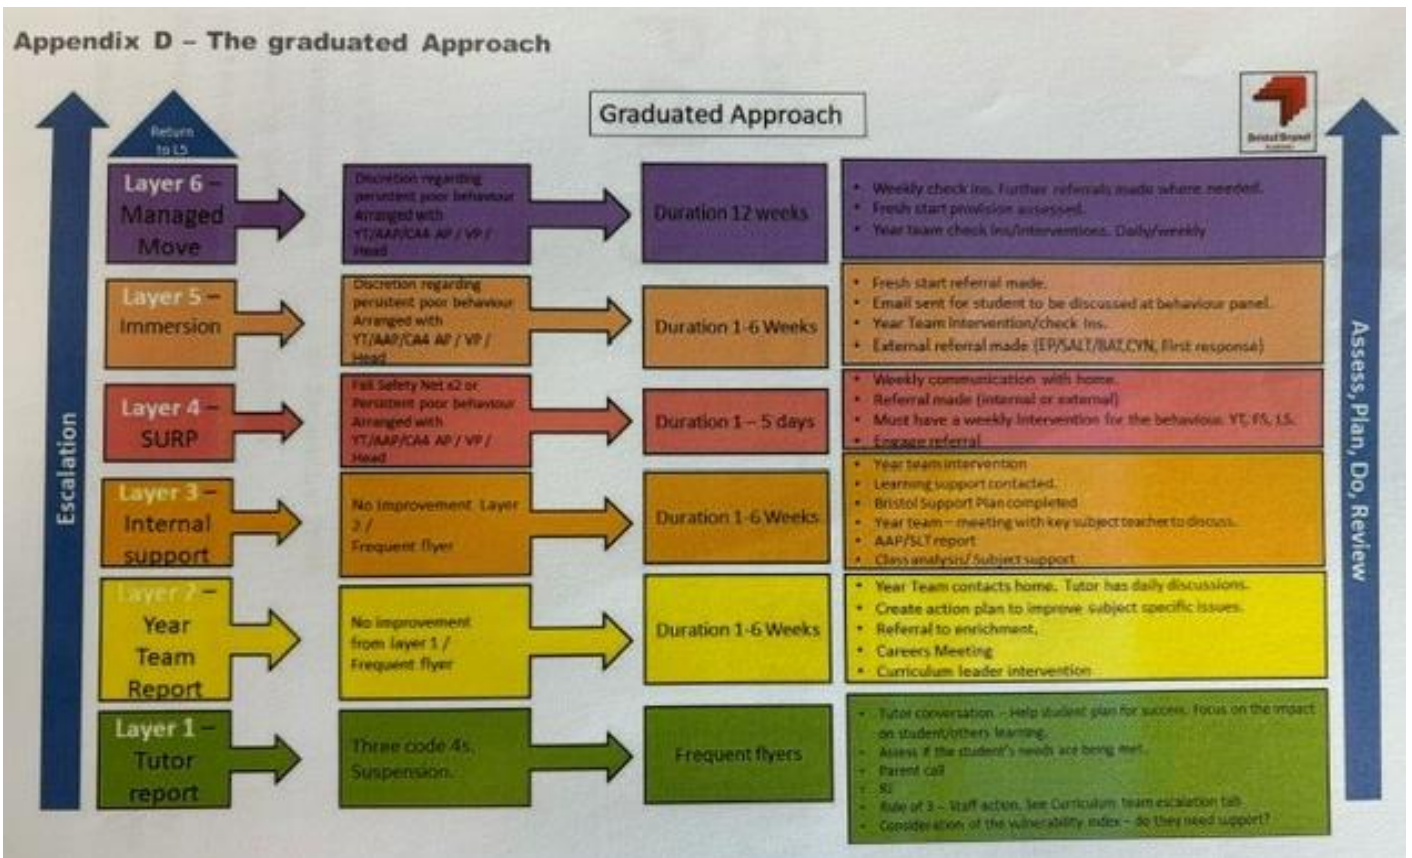 Appendix D – The graduated Approach
Graduated Approach
Bristol Brunel
Academy
Escalation
Assess, Plan, Do, Review
Return
to L5
Layer 6 –
Managed
Move
Discretion regarding
persistent poor behaviour
Arranged with
YT/AAP/CA4 AP / VP /
Head
Duration 12 weeks
• Weekly check ins. Further referrals made where needed.
• Fresh start provision assessed.
• Year team check ins/interventions. Daily/weekly
Layer 5 –
Immersion
Discretion regarding
persistent poor behaviour
Arranged with
YT/AAP/CA4 AP / VP /
Head
Duration 1-6 Weeks
• Fresh start referral made.
• Email sent for student to be discussed at behaviour panel.
• Year Team Intervention/check Ins.
• External referral made (EP/SALT/BAT,CYN, First response)
Layer 4 –
SURP
Fail Safety Net x2 or
Persistent poor behaviour
Arranged with
YT/AAP/CA4 AP / VP /
Head
Duration 1 – 5 days
• Weekly communication with home.
• Referral made (internal or external)
• Must have a weekly intervention for the behaviour. YT, FS, LS.
• Engage referral
Layer 3 –
Internal
support
No Improvement Layer
2 /
Frequent flyer
Duration 1-6 Weeks
• Year team intervention
• Learning support contacted.
• Bristol Support Plan completed
• Year team – meeting with key subject teacher to discuss.
• AAP/SLT report
• Class analysis/ Subject support
Layer 2 –
Year
Team
Report
No improvement
from layer 1 /
Frequent flyer
Duration 1-6 Weeks
• Year Team contacts home. Tutor has daily discussions.
• Create action plan to improve subject specific issues.
• Referral to enrichment.
• Careers Meeting
• Curriculum leader intervention
Layer 1 –
Tutor
report
Three code 4s.
Suspension.
Frequent flyers
- Tutor conversation – Help student plan for success. Focus on the impact
on student/others learning.
- Assess if the student's needs are being met.
- Parent call
- RJ
- Rule of 3 – Staff action. See Curriculum team escalation tab
- Consideration of the vulnerability index – do they need support?